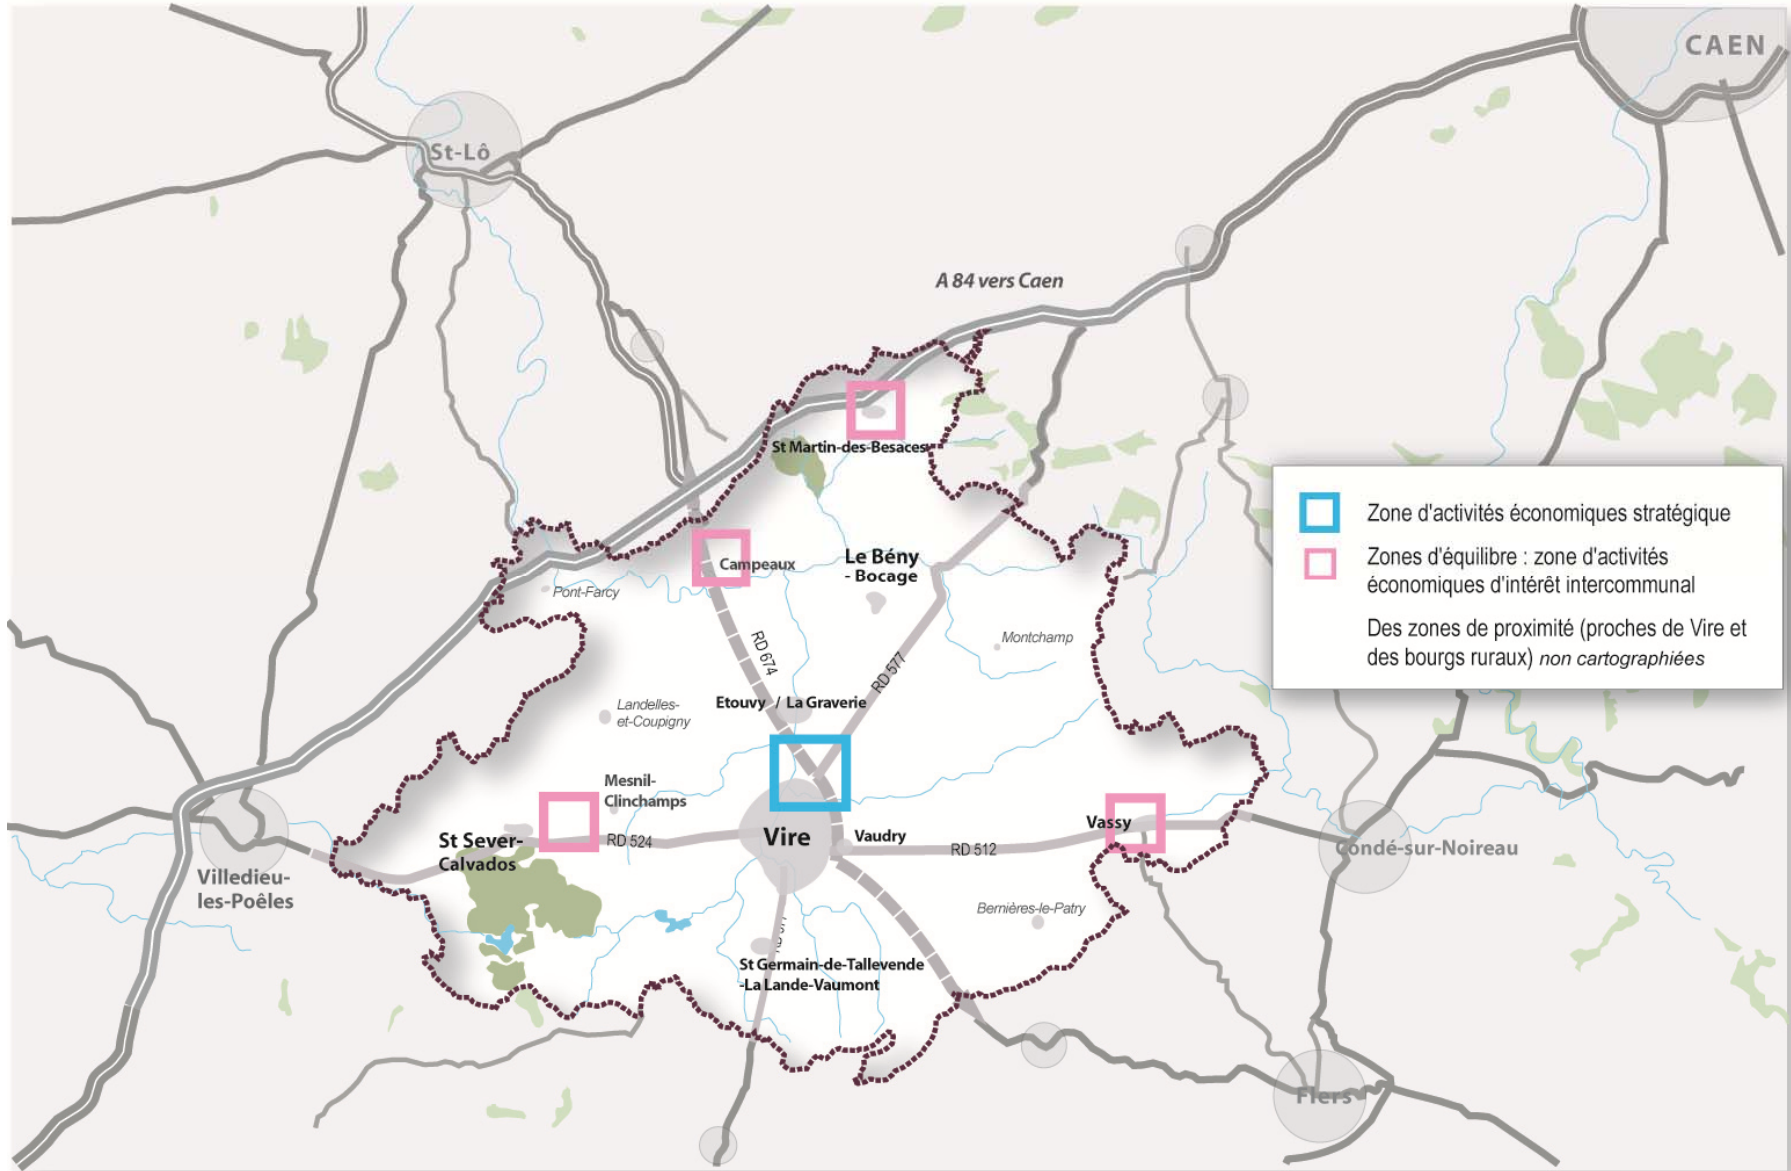 CAEN
St-Lô
A 84 vers Caen
St Martin-des-Besaces
Zone d'activités économiques stratégique
Zones d'équilibre : zone d'activités
économiques d'intérêt intercommunal
Des zones de proximité (proches de Vire et
des bourgs ruraux) non cartographiées
Campeaux
Le Bény
- Bocage
Pont-Farcy
Montchamp
RD 674
RD 577
Landelles-
et-Coupigny
Etouvy / La Graverie
Mesnil-
Clinchamps
St Sever-
Calvados
RD 524
Vire
Vaudry
RD 512
Vassy
Condé-sur-Noireau
Villedieu-
les-Poêles
Bernières-le-Patry
St Germain-de-Tallevende
-La Lande-Vaumont
Flers